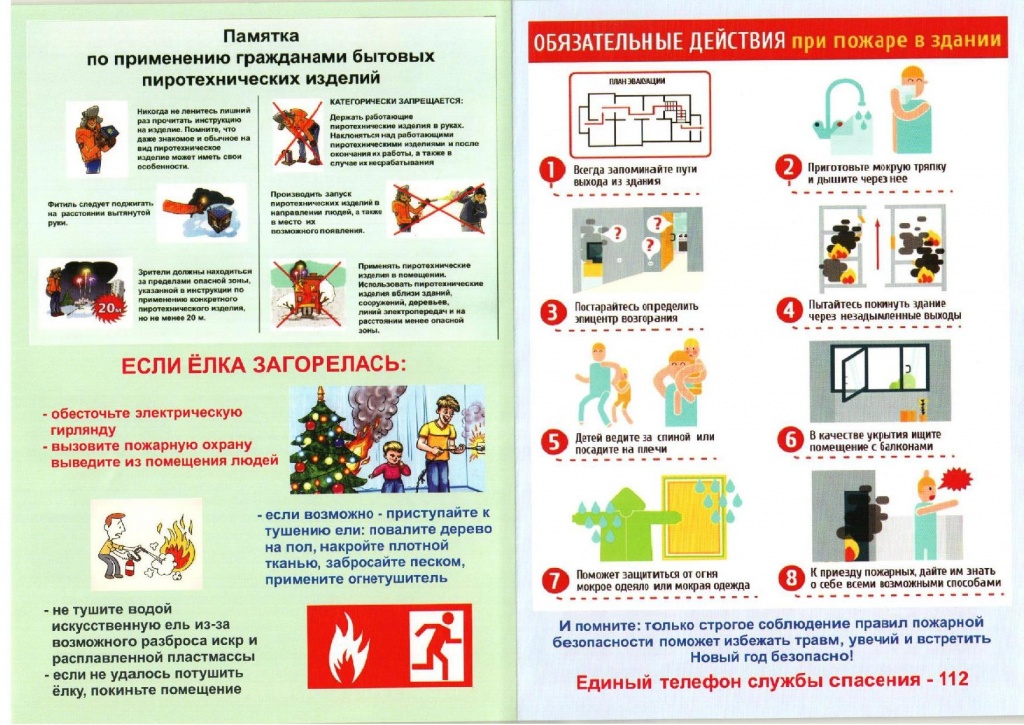 Памятка
по применению гражданами бытовых
пиротехнических изделий
Никогда не ленитесь лишний
раз прочитать инструкцию
на изделие. Помните, что
даже знакомое и обычное на
вид пиротехническое
изделие может иметь свои
особенности.
Фитиль следует поджигать
на расстоянии вытянутой
руки.
20м
Зрители должны находиться
за пределами опасной зоны,
указанной в инструкции по
применению конкретного
пиротехнического изделия,
но не менее 20 м.
КАТЕГОРИЧЕСКИ ЗАПРЕЩАЕТСЯ:
Держать работающие
пиротехнические изделия в руках.
Наклоняться над работающими
пиротехническими изделиями и после
окончания их работы, а также в
случае их несрабатывания
Производить запуск
пиротехнических изделий в
направлении людей, а также
в место их
возможного появления.
Применять пиротехнические
изделия в помещении.
Использовать пиротехнические
изделия вблизи зданий,
сооружений, деревьев,
линий электропередач и на
расстоянии менее опасной
зоны.
ЕСЛИ ЁЛКА ЗАГОРЕЛАСЬ:
- обесточьте электрическую
гирлянду
- вызовите пожарную охрану
выведите из помещения людей
- если возможно - приступайте к
тушению ели: повалите дерево
на пол, накройте плотной
тканью, забросайте песком,
примените огнетушитель
- не тушите водой
искусственную ель из-за
возможного разброса искр и
расплавленной пластмассы
- если не удалось потушить
ёлку, покиньте помещение
ОБЯЗАТЕЛЬНЫЕ ДЕЙСТВИЯ при пожаре в здании
ПЛАН ЭВАКУАЦИИ
1 Всегда запоминайте пути
выхода из здания
2 Приготовьте мокрую тряпку
и дышите через нее
? ? ?
3 Постарайтесь определить
эпицентр возгорания
4 Пытайтесь покинуть здание
через незадымленные выходы
5 Детей ведите за спиной или
посадите на плечи
6 В качестве укрытия ищите
помещение с балконами
7 Поможет защититься от огня
мокрое одеяло или мокрая одежда
8 К приезду пожарных, дайте им знать
о себе всеми возможными способами
И помните: только строгое соблюдение правил пожарной
безопасности поможет избежать травм, увечий и встретить
Новый год безопасно!
Единый телефон службы спасения - 112